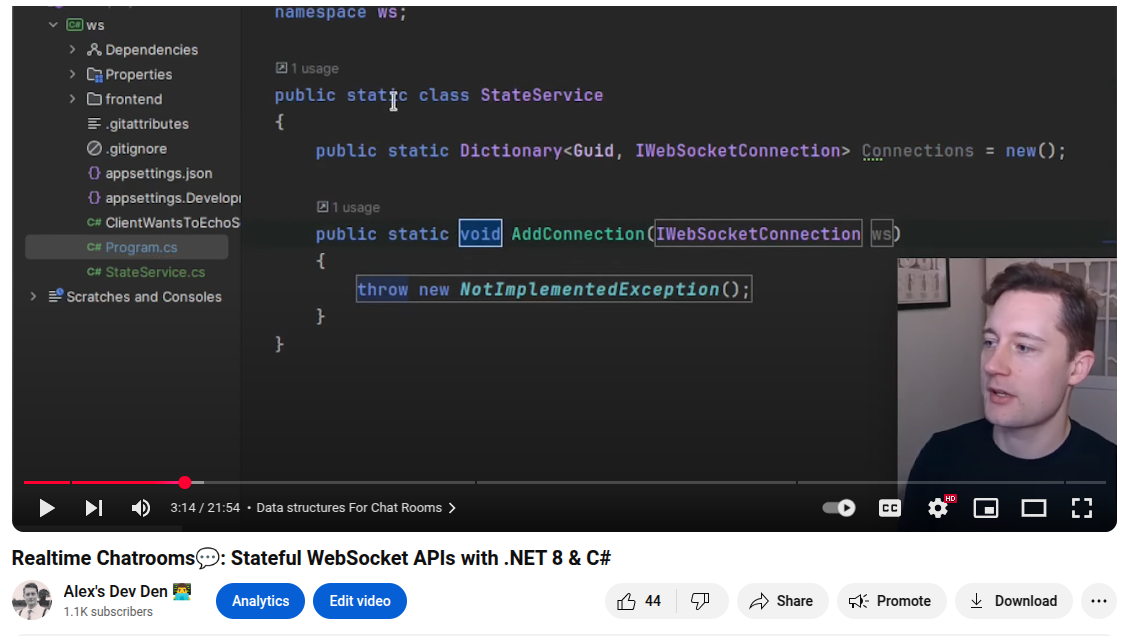 ws
Dependencies
Properties
frontend
.gitattributes
.gitignore
appsettings.json
appsettings.Develop
C# ClientWantsToEchoS
C# Program.cs
C# StateService.cs
Scratches and Consoles
namespace ws;
1 usage
public static class StateService
{
public static Dictionary<Guid, IWebSocketConnection> Connections = new();
1 usage
public static void AddConnection(IWebSocketConnection ws)
{
throw new NotImplementedException();
}
}
3:14 / 21:54 • Data structures For Chat Rooms
CC
HD
Realtime Chatrooms💬: Stateful WebSocket APIs with .NET 8 & C#
Alex's Dev Den 👨‍💻
1.1K subscribers
Analytics
Edit video
44
Share
Promote
Download